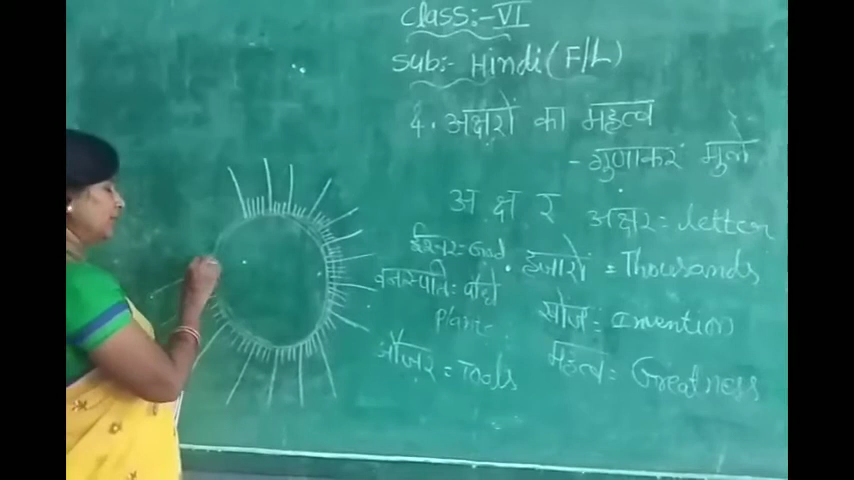 Class:- VI
Sub:- Hindi (F/L)
4. अक्षरों का महत्व
- गुणाकर मुले
अ क्ष र
अक्षर = letter
ईश्वर = God
हजारों = Thousands
वनस्पति = पौधे
Plants
खोज = invention
औजार = Tools
महत्व = Greatness